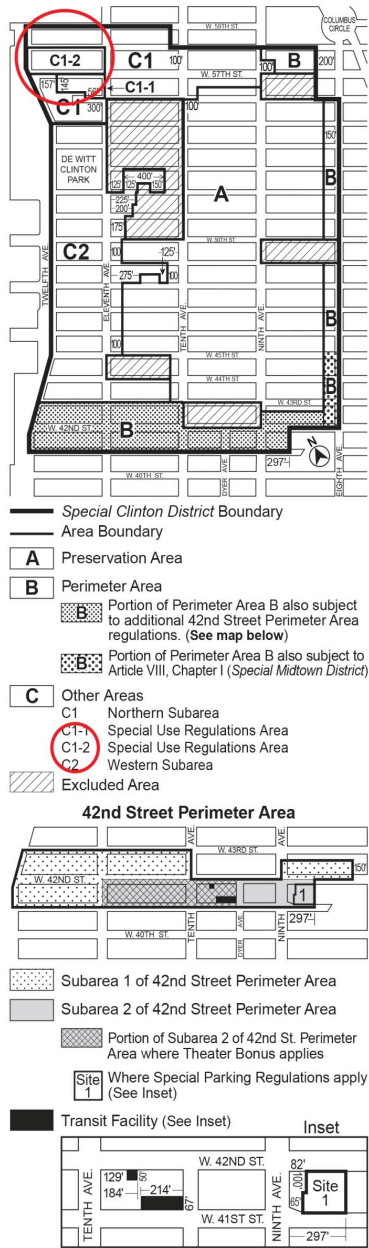 W. 58TH ST.
COLUMBUS
CIRCLE
C1-2
C1
100'
B
200'
100'
W. 57TH ST.
157'
145'
56'
C1-1
C1
300'
100'
150'
DE WITT
CLINTON
PARK
400'
125'
125'
150'
B
A
225'
200'
175'
C2
100'
W. 50TH ST.
125'
275'
100'
TWELFTH AVE.
ELEVENTH AVE.
TENTH AVE.
NINTH AVE.
B
100'
W. 45TH ST.
W. 44TH ST.
B
W. 43RD ST.
W. 42ND ST.
B
N
W. 40TH ST.
DYER AVE.
297'
EIGHTH AVE.
Special Clinton District Boundary
Area Boundary
A Preservation Area
B Perimeter Area
B Portion of Perimeter Area B also subject
to additional 42nd Street Perimeter Area
regulations. (See map below)
B Portion of Perimeter Area B also subject to
Article VIII, Chapter I (Special Midtown District)
C Other Areas
C1 Northern Subarea
C1-1 Special Use Regulations Area
C1-2 Special Use Regulations Area
C2 Western Subarea
Excluded Area
42nd Street Perimeter Area
AVE.
AVE.
W. 43RD ST.
150'
W. 42ND ST.
1
297'
W. 40TH ST.
TENTH
DYER AVE.
NINTH
Subarea 1 of 42nd Street Perimeter Area
Subarea 2 of 42nd Street Perimeter Area
Portion of Subarea 2 of 42nd St. Perimeter
Area where Theater Bonus applies
Site
1
Where Special Parking Regulations apply
(See Inset)
Transit Facility (See Inset)
Inset
W. 42ND ST.
TENTH AVE.
129'
50'
184'
214'
67'
NINTH AVE.
82'
100'
65'
Site
1
W. 41ST ST.
297'